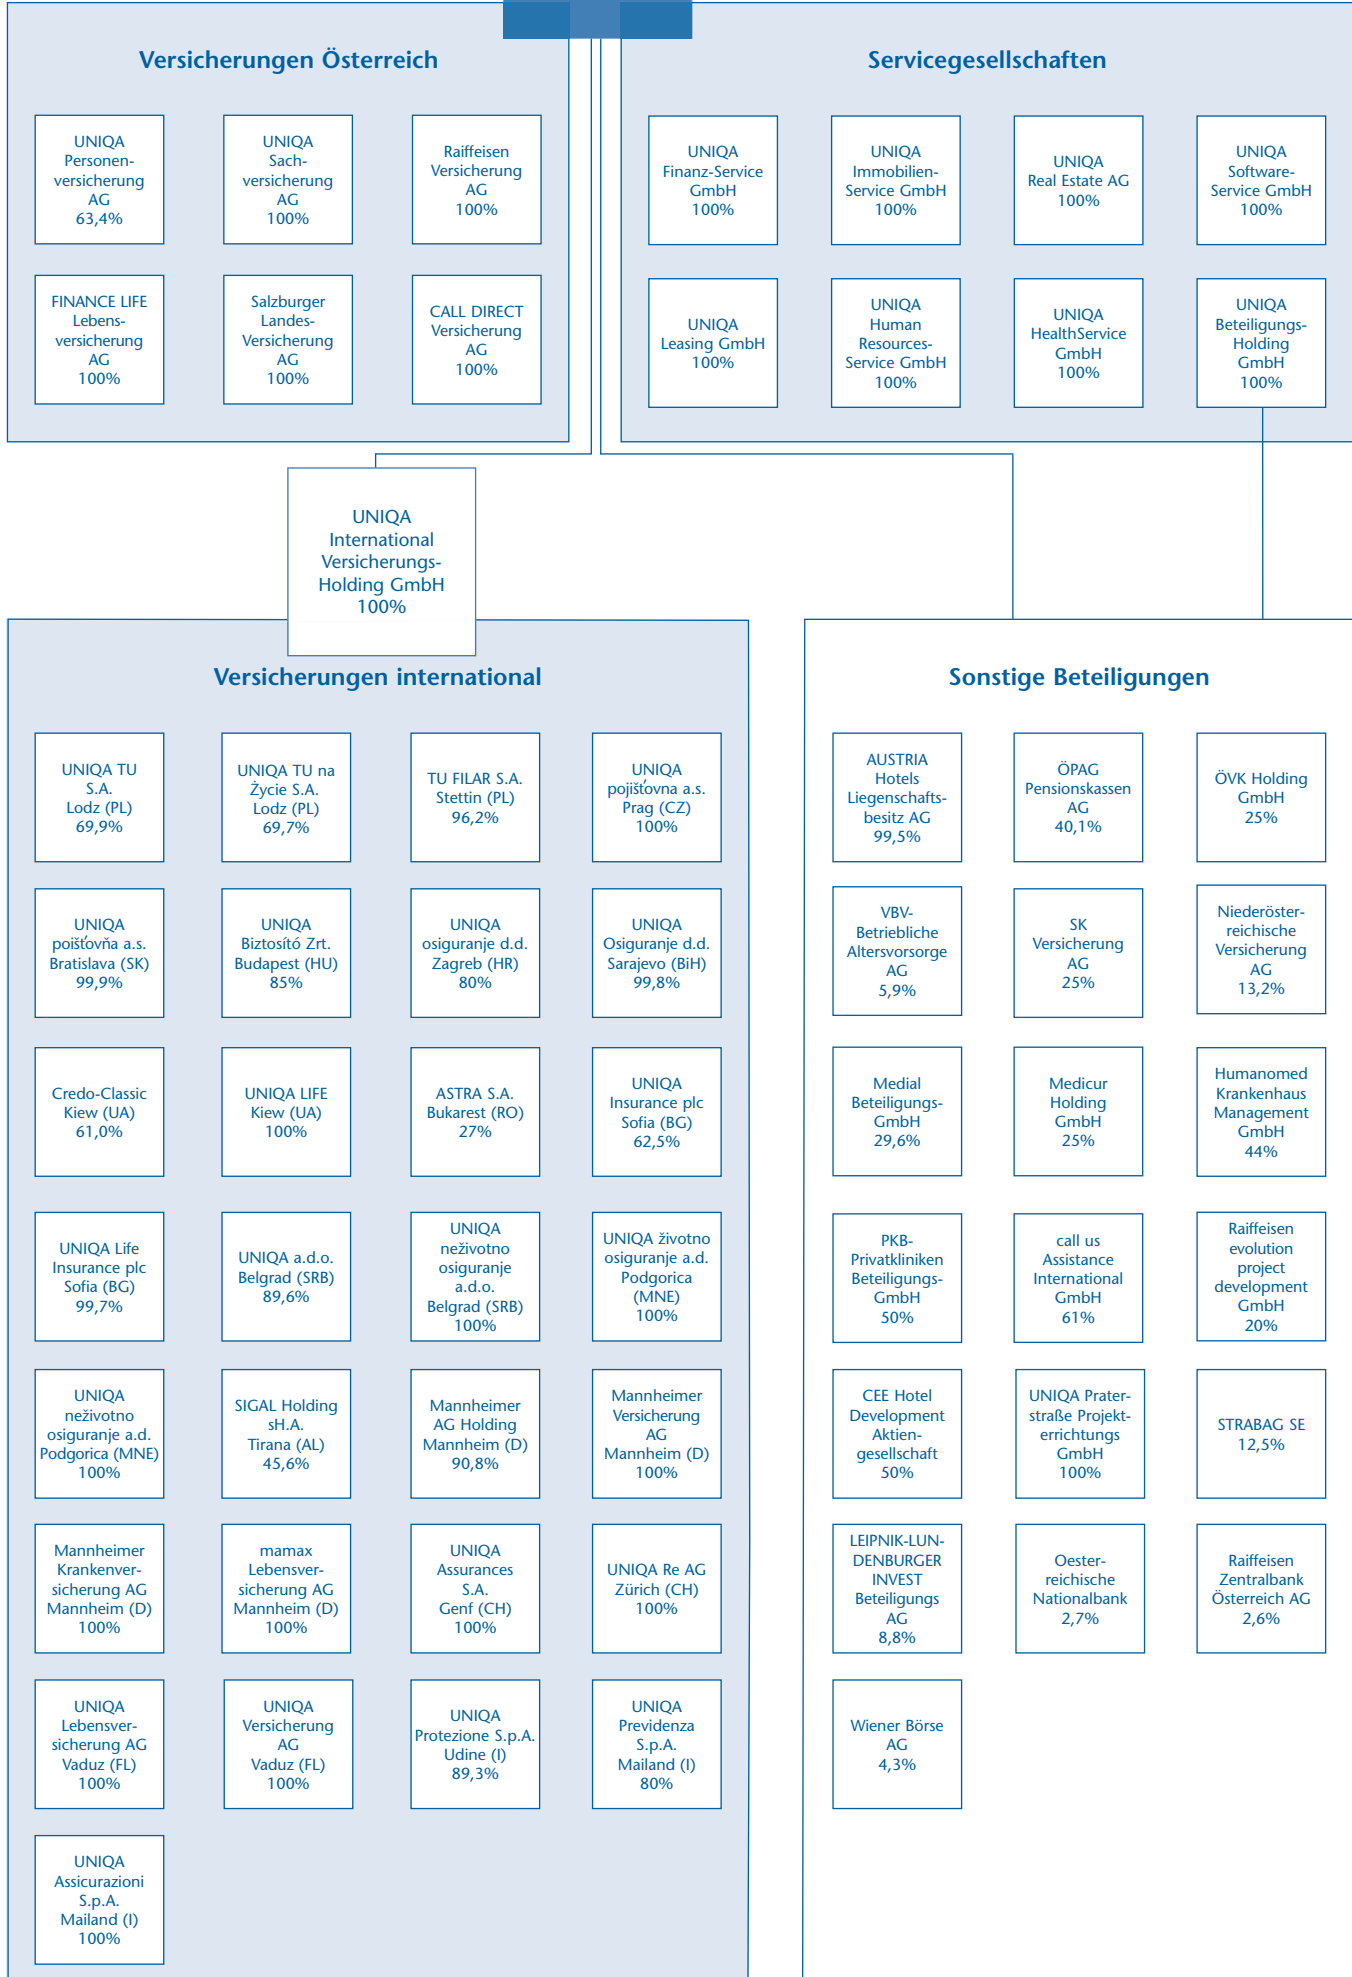 Versicherungen Österreich
UNIQA
Personen-
versicherung
AG
63,4%
UNIQA
Sach-
versicherung
AG
100%
Raiffeisen
Versicherung
AG
100%
FINANCE LIFE
Lebens-
versicherung
AG
100%
Salzburger
Landes-
Versicherung
AG
100%
CALL DIRECT
Versicherung
AG
100%
Servicegesellschaften
UNIQA
Finanz-Service
GmbH
100%
UNIQA
Immobilien-
Service GmbH
100%
UNIQA
Real Estate AG
100%
UNIQA
Software-
Service GmbH
100%
UNIQA
Leasing GmbH
100%
UNIQA
Human
Resources-
Service GmbH
100%
UNIQA
HealthService
GmbH
100%
UNIQA
Beteiligungs-
Holding
GmbH
100%
UNIQA
International
Versicherungs-
Holding GmbH
100%
Versicherungen international
UNIQA TU
S.A.
Lodz (PL)
69,9%
UNIQA TU na
Życie S.A.
Lodz (PL)
69,7%
TU FILAR S.A.
Stettin (PL)
96,2%
UNIQA
pojišťovna a.s.
Prag (CZ)
100%
UNIQA
poišťovňa a.s.
Bratislava (SK)
99,9%
UNIQA
Biztosító Zrt.
Budapest (HU)
85%
UNIQA
osiguranje d.d.
Zagreb (HR)
80%
UNIQA
Osiguranje d.d.
Sarajevo (BiH)
99,8%
Credo-Classic
Kiew (UA)
61,0%
UNIQA LIFE
Kiew (UA)
100%
ASTRA S.A.
Bukarest (RO)
27%
UNIQA
Insurance plc
Sofia (BG)
62,5%
UNIQA Life
Insurance plc
Sofia (BG)
99,7%
UNIQA a.d.o.
Belgrad (SRB)
89,6%
UNIQA
neživotno
osiguranje
a.d.o.
Belgrad (SRB)
100%
UNIQA životno
osiguranje a.d.
Podgorica
(MNE)
100%
UNIQA
neživotno
osiguranje a.d.
Podgorica (MNE)
100%
SIGAL Holding
sH.A.
Tirana (AL)
45,6%
Mannheimer
AG Holding
Mannheim (D)
90,8%
Mannheimer
Versicherung
AG
Mannheim (D)
100%
Mannheimer
Krankenver-
sicherung AG
Mannheim (D)
100%
mamax
Lebensver-
sicherung AG
Mannheim (D)
100%
UNIQA
Assurances
S.A.
Genf (CH)
100%
UNIQA Re AG
Zürich (CH)
100%
UNIQA
Lebensver-
sicherung AG
Vaduz (FL)
100%
UNIQA
Versicherung
AG
Vaduz (FL)
100%
UNIQA
Protezione S.p.A.
Udine (I)
89,3%
UNIQA
Previdenza
S.p.A.
Mailand (I)
80%
UNIQA
Assicurazioni
S.p.A.
Mailand (I)
100%
Sonstige Beteiligungen
AUSTRIA
Hotels
Liegenschafts-
besitz AG
99,5%
ÖPAG
Pensionskassen
AG
40,1%
ÖVK Holding
GmbH
25%
VBV-
Betriebliche
Altersvorsorge
AG
5,9%
SK
Versicherung
AG
25%
Niederöster-
reichische
Versicherung
AG
13,2%
Medial
Beteiligungs-
GmbH
29,6%
Medicur
Holding
GmbH
25%
Humanomed
Krankenhaus
Management
GmbH
44%
PKB-
Privatkliniken
Beteiligungs-
GmbH
50%
call us
Assistance
International
GmbH
61%
Raiffeisen
evolution
project
development
GmbH
20%
CEE Hotel
Development
Aktien-
gesellschaft
50%
UNIQA Prater-
straße Projekt-
errichtungs
GmbH
100%
STRABAG SE
12,5%
LEIPNIK-LUN-
DENBURGER
INVEST
Beteiligungs
AG
8,8%
Oester-
reichische
Nationalbank
2,7%
Raiffeisen
Zentralbank
Österreich AG
2,6%
Wiener Börse
AG
4,3%